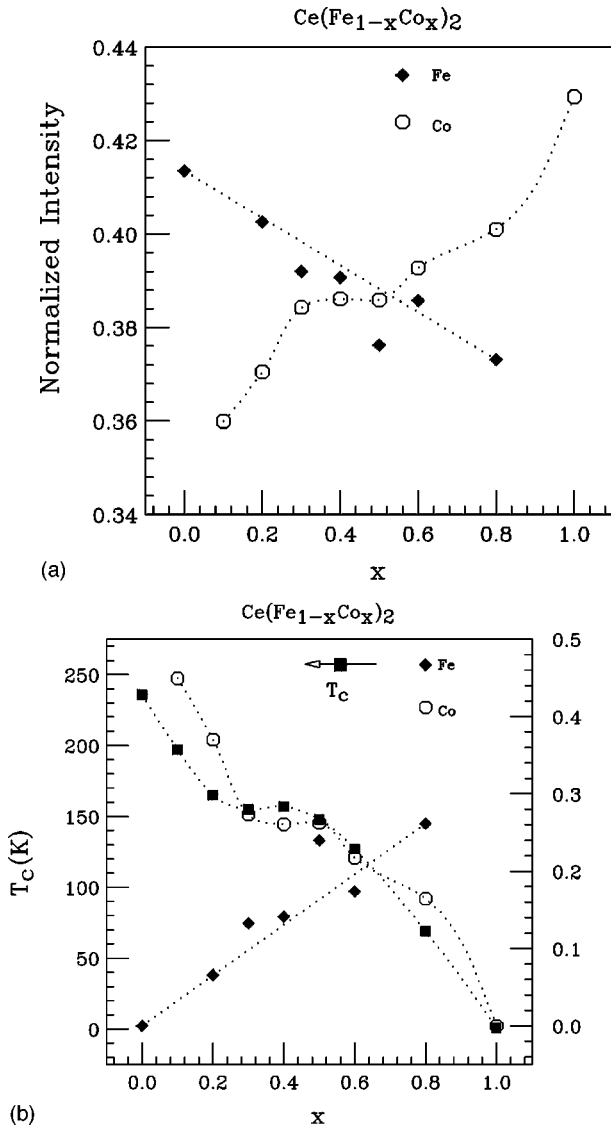 Ce(Fe1-xCox)2
0.44
0.42
0.40
0.38
0.36
0.34
Normalized Intensity
Fe
Co
0.0 0.2 0.4 0.6 0.8 1.0
x
(a)
Ce(Fe1-xCox)2
250
200
150
100
50
0
TC(K)
TC
Fe
Co
0.5
0.4
0.3
0.2
0.1
0.0
0.0 0.2 0.4 0.6 0.8 1.0
x
(b)